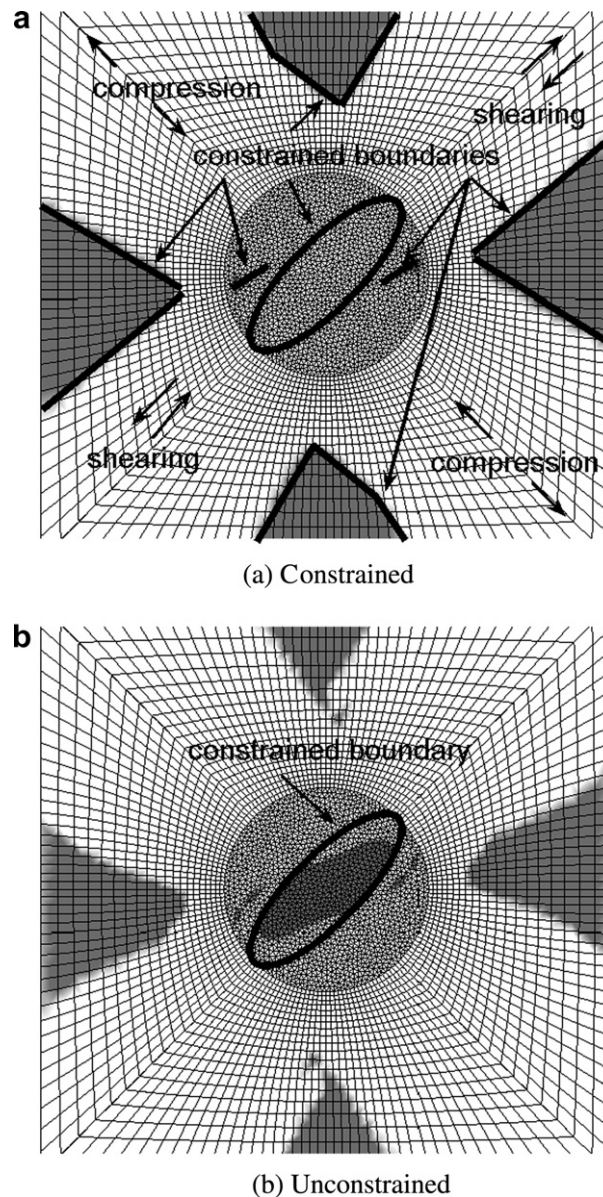 a
compression
shearing
constrained boundaries
shearing
compression
(a) Constrained
b
constrained boundary
(b) Unconstrained